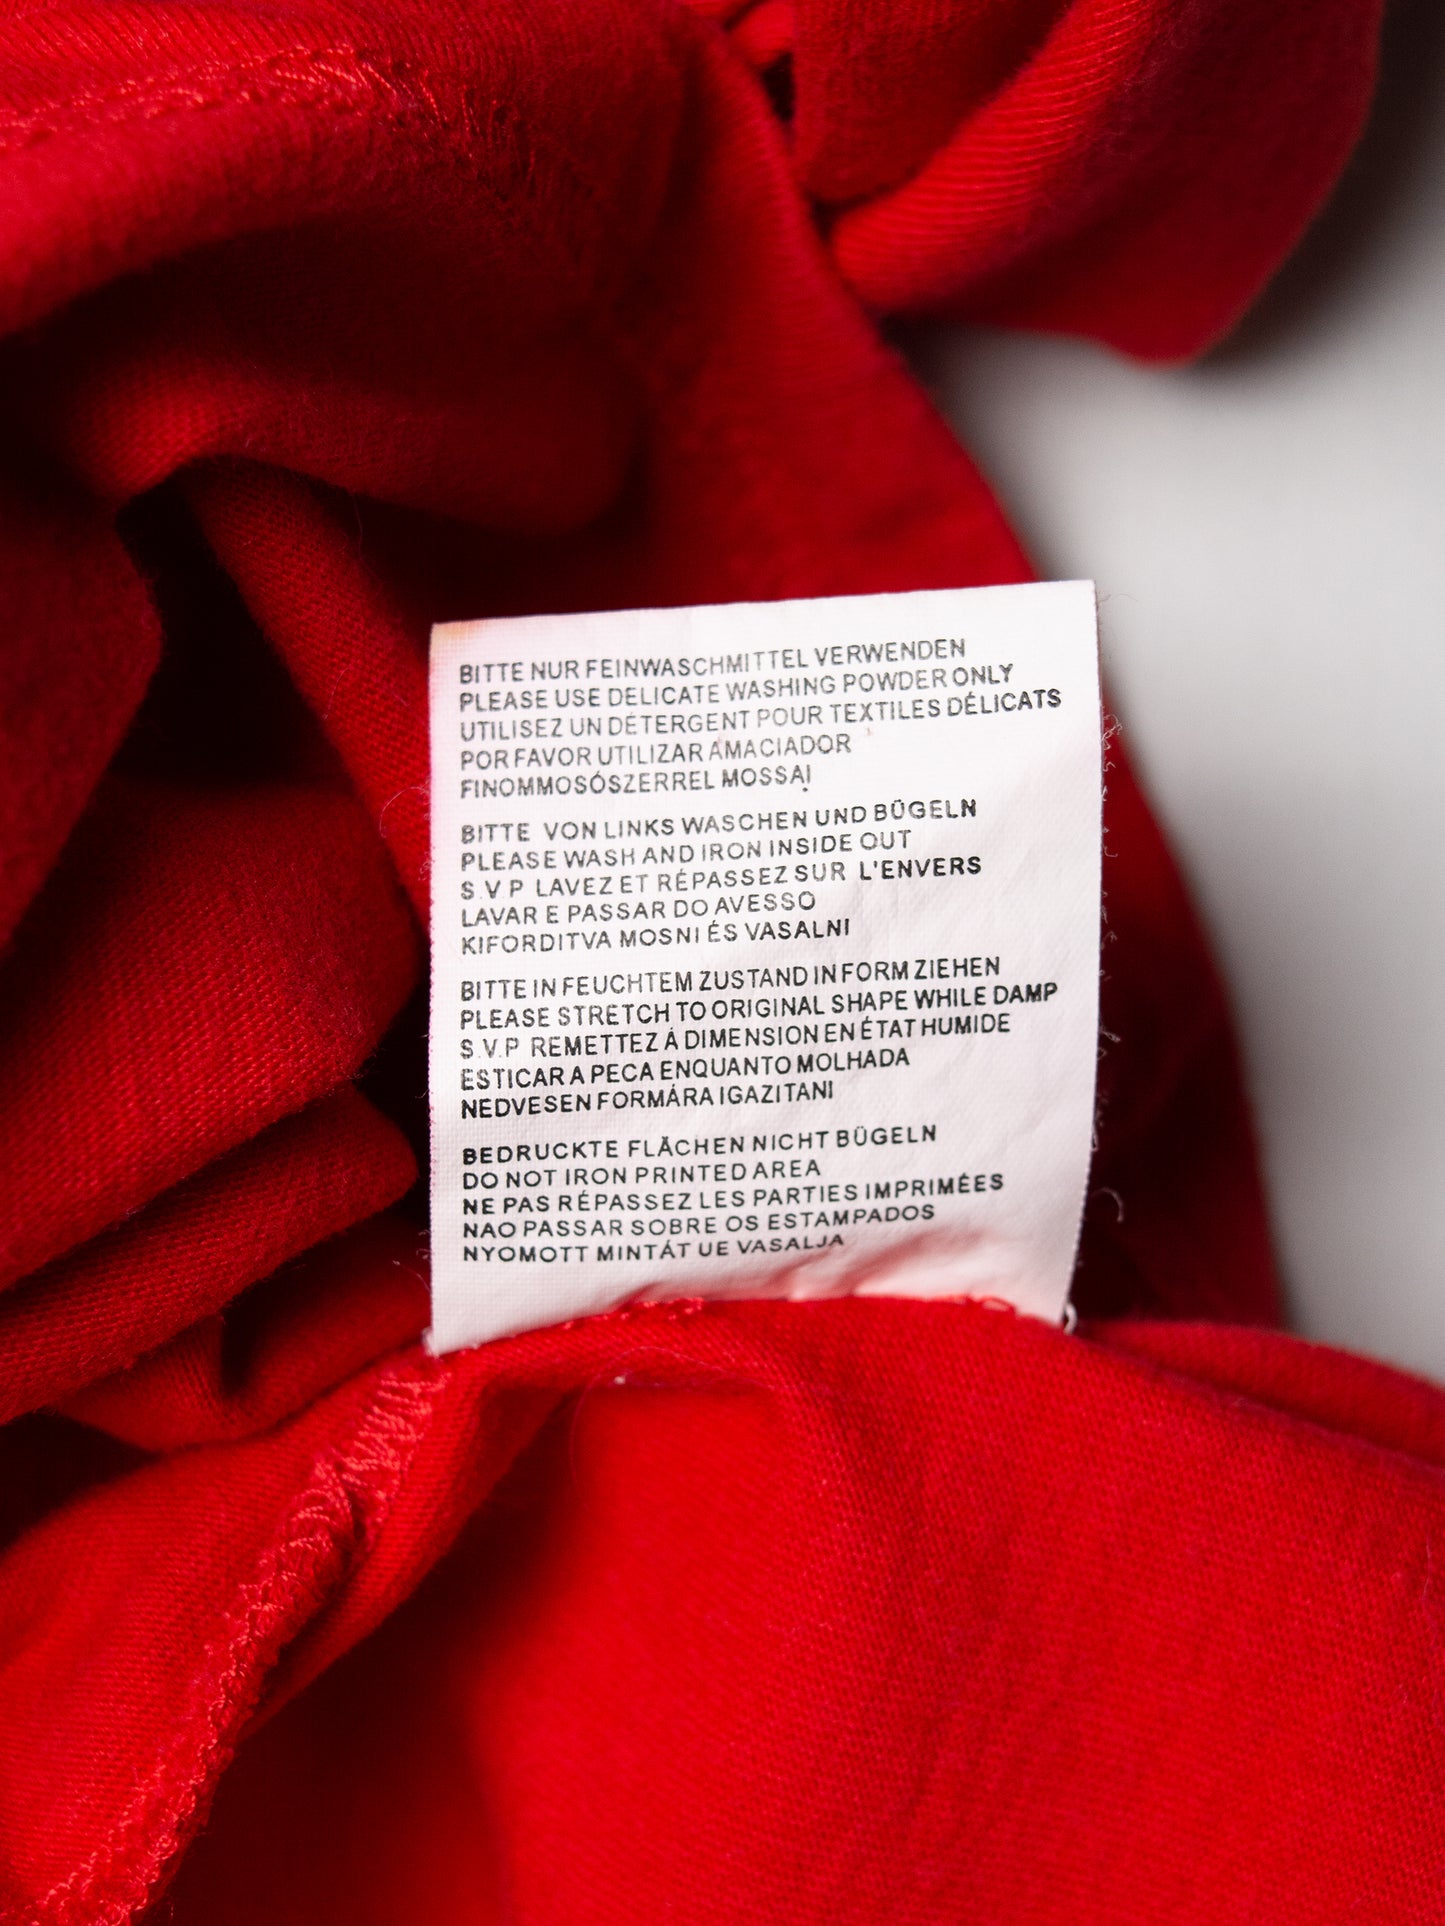 BITTE NUR FEINWASCHMITTEL VERWENDEN
PLEASE USE DELICATE WASHING POWDER ONLY
UTILISEZ UN DÉTERGENT POUR TEXTILES DÉLICATS
POR FAVOR UTILIZAR AMACIADOR
FINOMMOSÓSZERREL MOSSAI
BITTE VON LINKS WASCHEN UND BÜGELN
PLEASE WASH AND IRON INSIDE OUT
S.V.P LAVEZ ET RÉPASSEZ SUR L'ENVERS
LAVAR E PASSAR DO AVESSO
KIFORDITVA MOSNI ÉS VASALNI
BITTE IN FEUCHTEM ZUSTAND IN FORM ZIEHEN
PLEASE STRETCH TO ORIGINAL SHAPE WHILE DAMP
S.V.P REMETTEZ Á DIMENSION EN ÉTAT HUMIDE
ESTICAR A PECA ENQUANTO MOLHADA
NEDVESEN FORMÁRA IGAZITANI
BEDRUCKTE FLÄCHEN NICHT BÜGELN
DO NOT IRON PRINTED AREA
NE PAS RÉPASSEZ LES PARTIES IMPRIMÉES
NAO PASSAR SOBRE OS ESTAMPADOS
NYOMOTT MINTÁT UE VASALJA